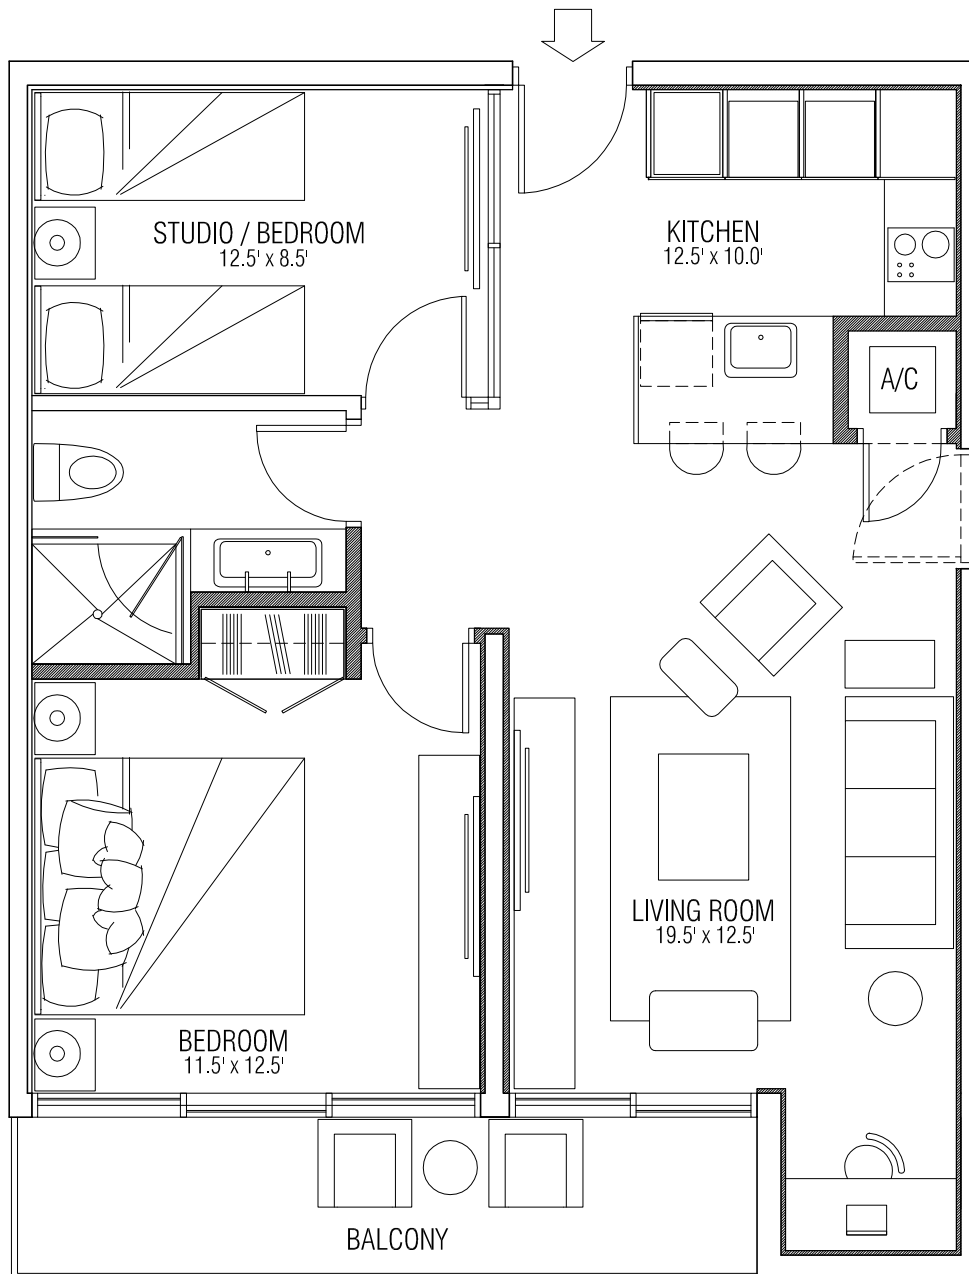 STUDIO / BEDROOM
12.5' x 8.5'
KITCHEN
12.5' x 10.0'
A/C
LIVING ROOM
19.5' x 12.5'
BEDROOM
11.5' x 12.5'
BALCONY